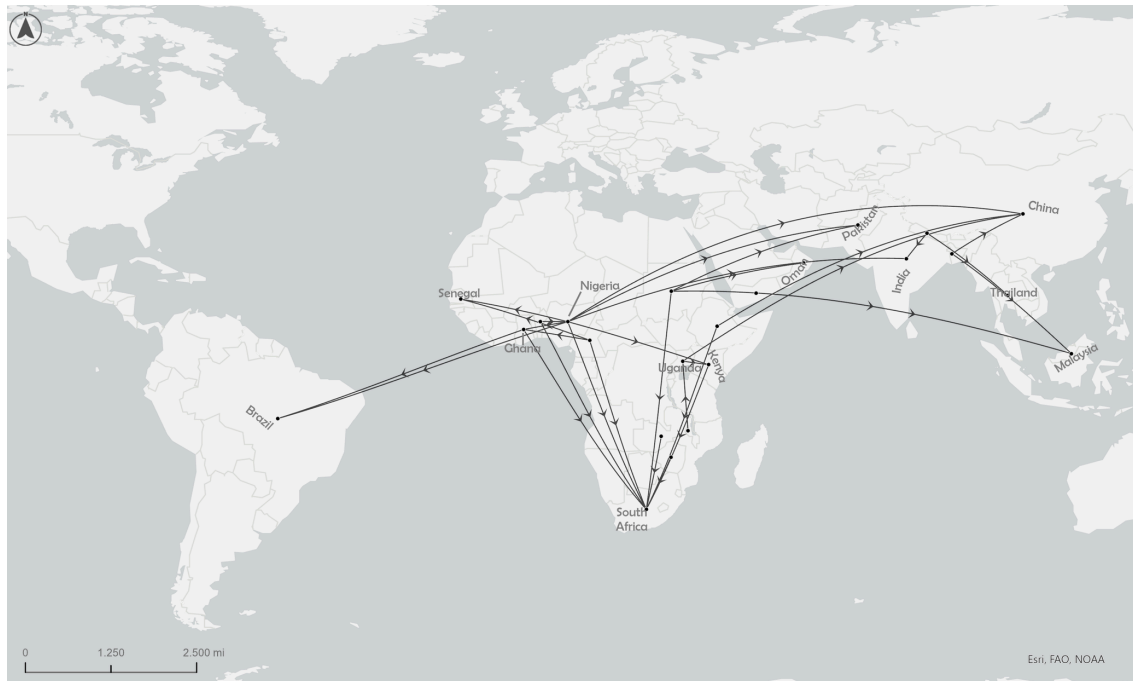 N
China
Pakistan
Oman
India
Nigeria
Senegal
Thailand
Ghana
Kenya
Malaysia
Uganda
Brazil
South
Africa
0 1.250 2.500 mi
Esri, FAO, NOAA